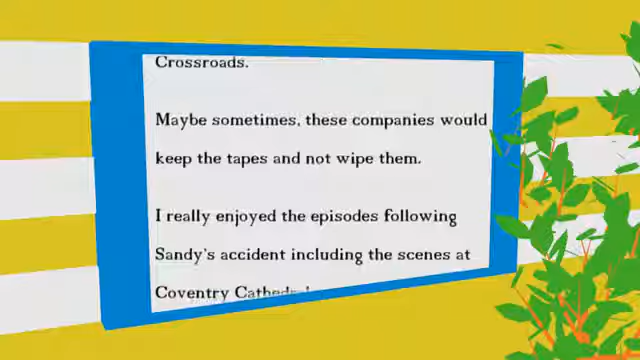 Crossroads.
Maybe sometimes, these companies would
keep the tapes and not wipe them.
I really enjoyed the episodes following
Sandy's accident including the scenes at
Coventry